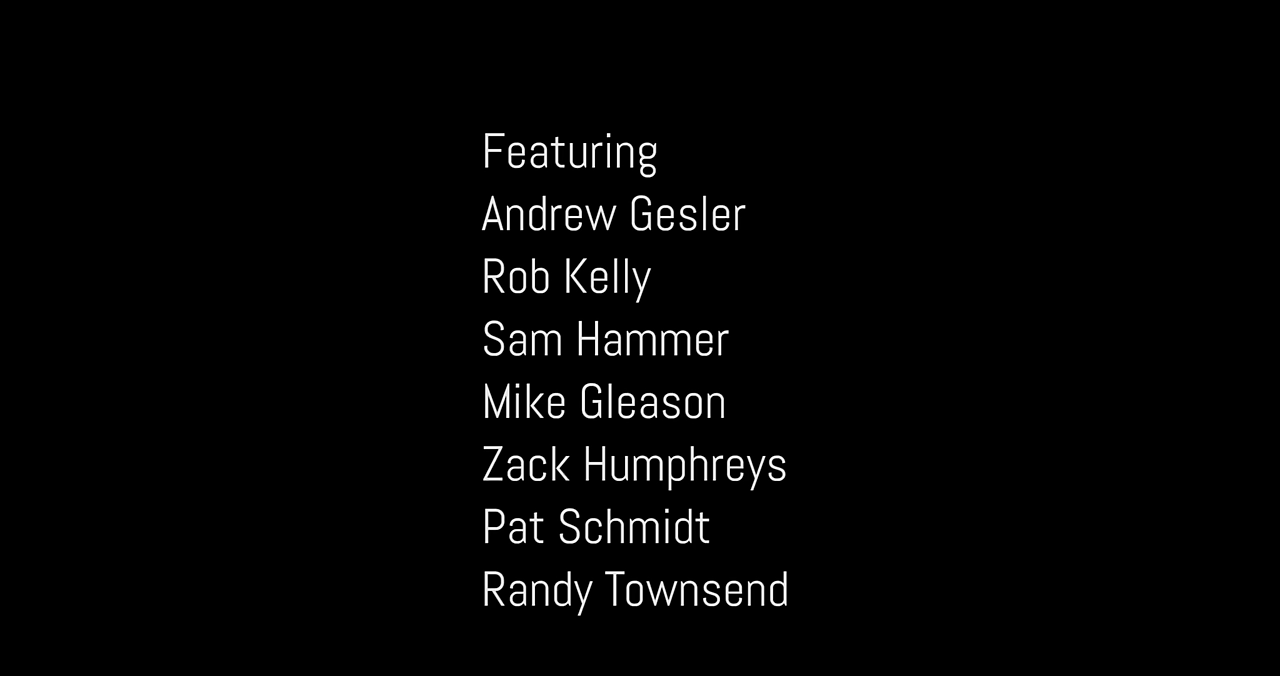 Featuring
Andrew Gesler
Rob Kelly
Sam Hammer
Mike Gleason
Zack Humphreys
Pat Schmidt
Randy Townsend